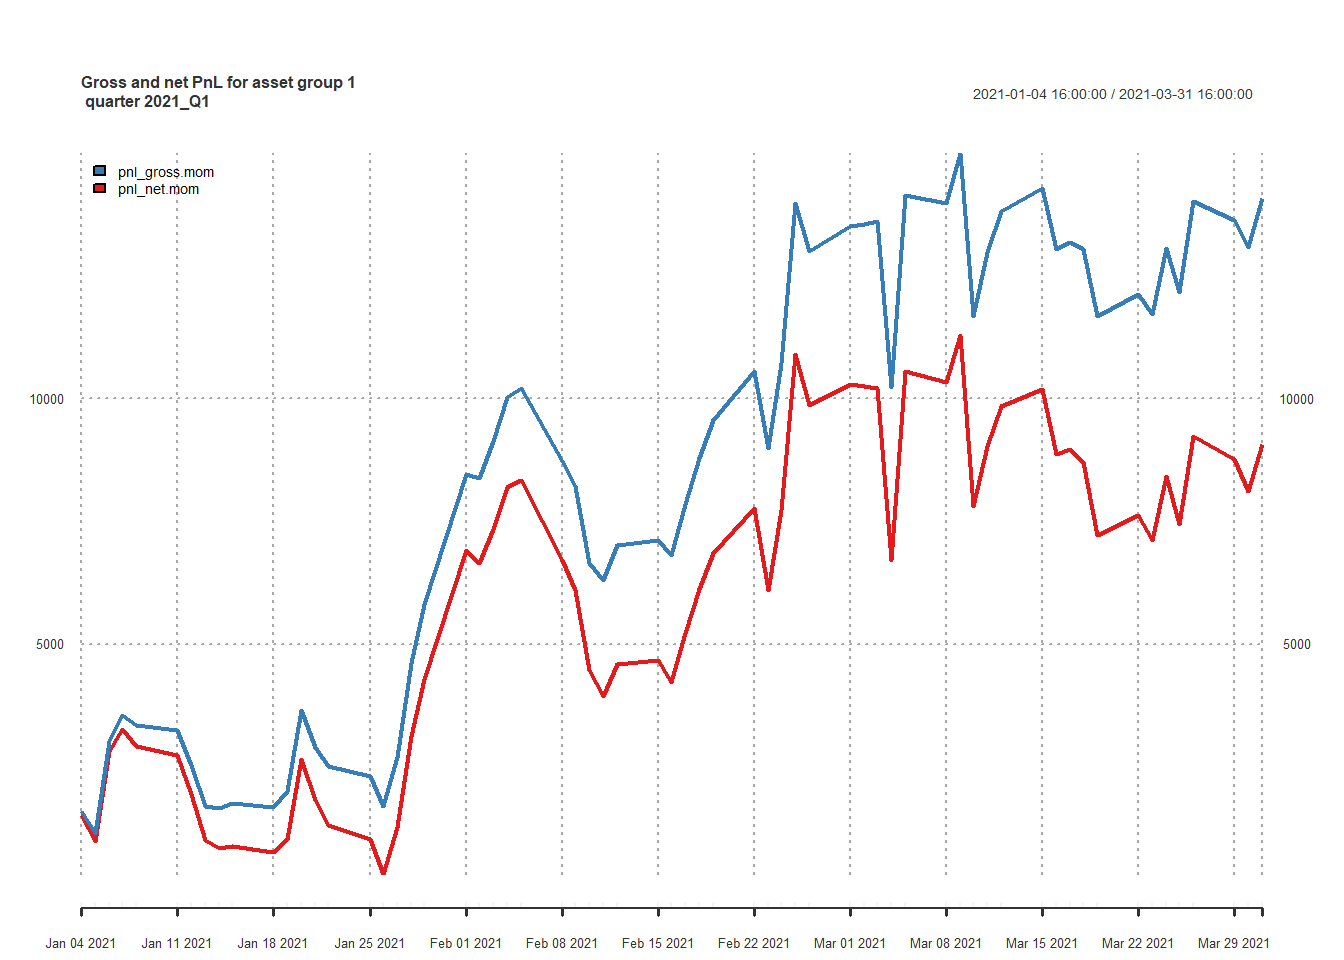 Gross and net PnL for asset group 1
quarter 2021_Q1
2021-01-04 16:00:00 / 2021-03-31 16:00:00
pnl_gross.mom
pnl_net.mom
10000 10000
5000 5000
Jan 04 2021 Jan 11 2021 Jan 18 2021 Jan 25 2021 Feb 01 2021 Feb 08 2021 Feb 15 2021 Feb 22 2021 Mar 01 2021 Mar 08 2021 Mar 15 2021 Mar 22 2021 Mar 29 2021